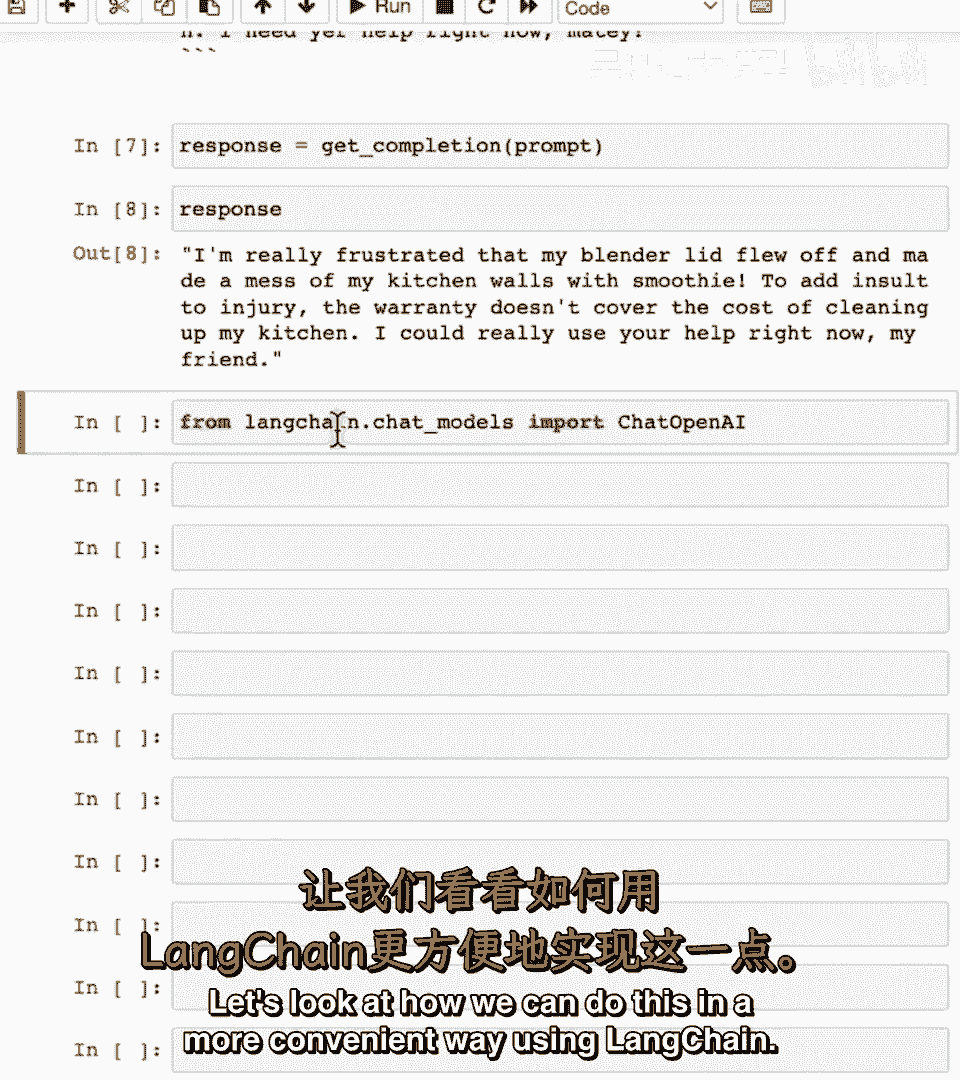 Run
Code
n. I need yer help right now, matey!
```
In [7]: response = get_completion(prompt)
In [8]: response
Out[8]: "I'm really frustrated that my blender lid flew off and ma
de a mess of my kitchen walls with smoothie! To add insult
to injury, the warranty doesn't cover the cost of cleaning
up my kitchen. I could really use your help right now, my
friend."
In [ ]: from langchain.chat_models import ChatOpenAI
In [ ]:
In [ ]:
In [ ]:
In [ ]:
In [ ]:
In [ ]:
In [ ]:
In [ ]:
In [ ]:
In [ ]:
让我们看看如何用
LangChain更方便地实现这一点。
Let's look at how we can do this in a
more convenient way using LangChain.